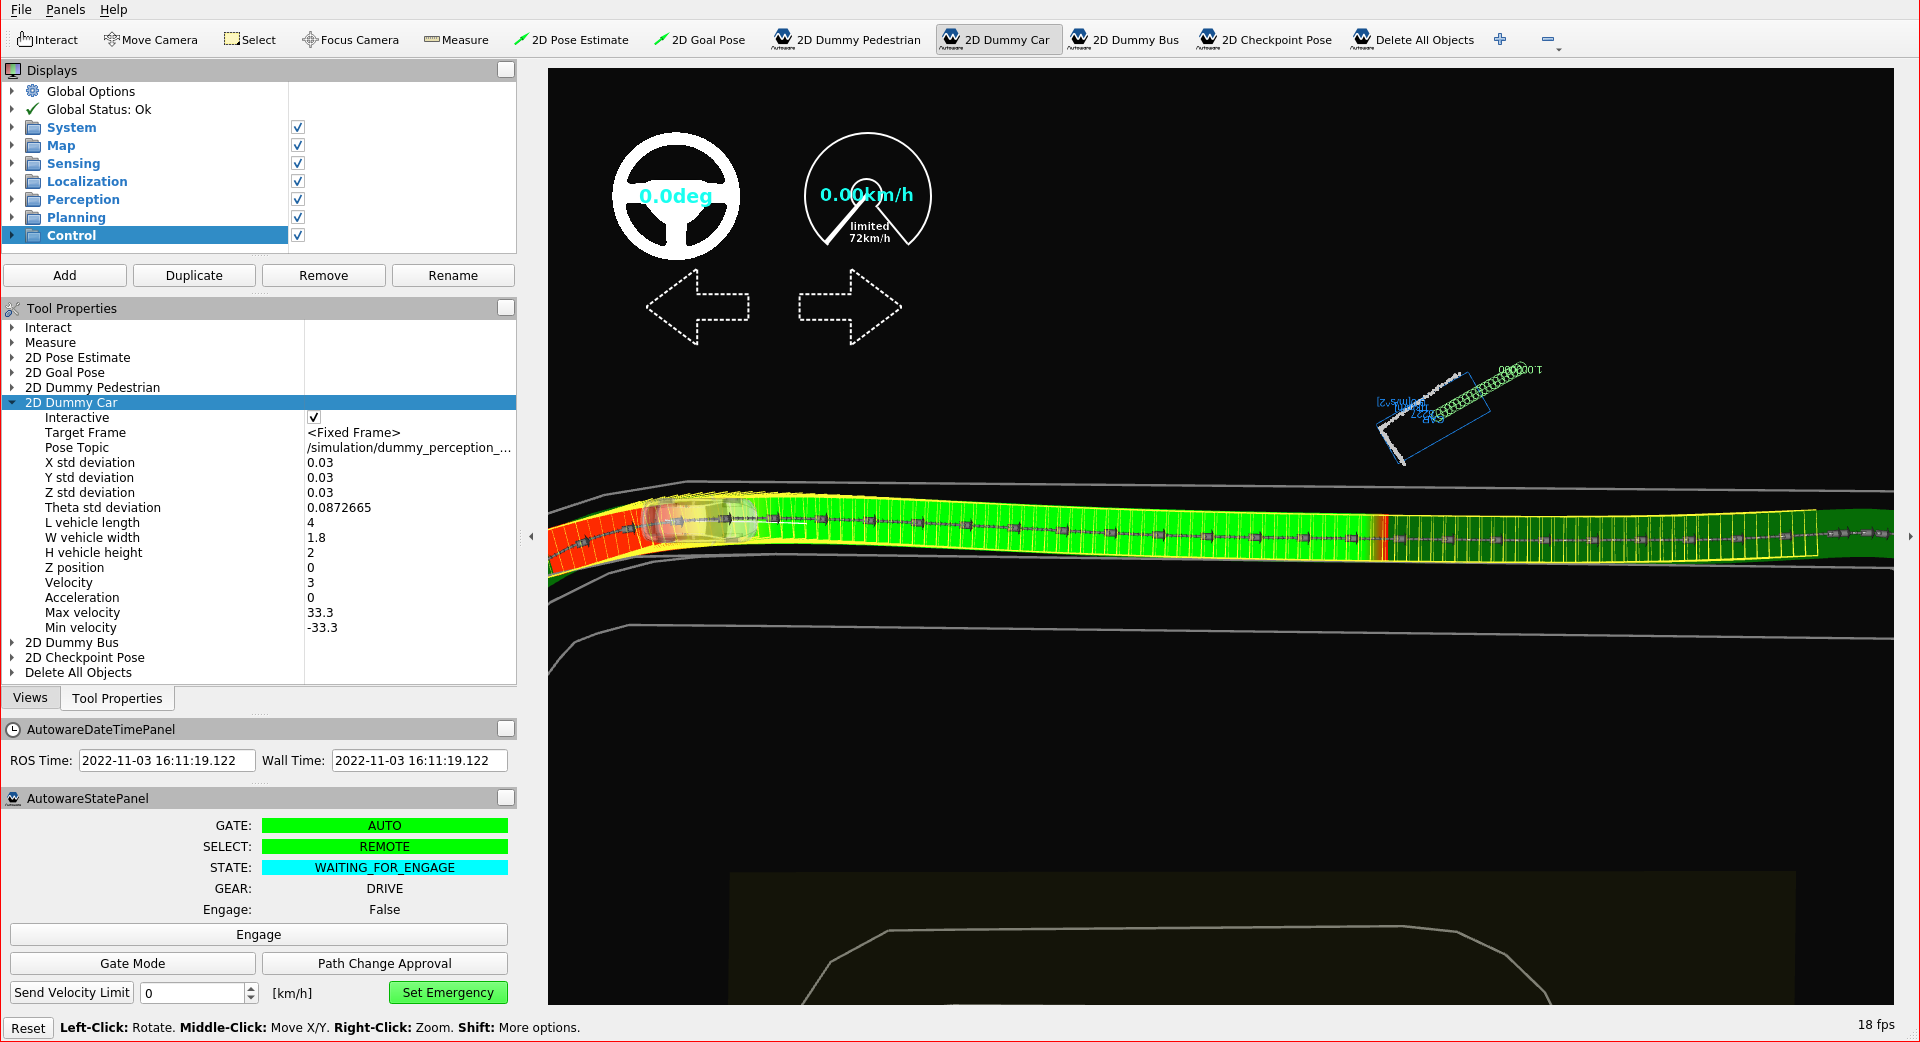 File Panels Help
Interact Move Camera Select Focus Camera Measure 2D Pose Estimate 2D Goal Pose 2D Dummy Pedestrian 2D Dummy Car 2D Dummy Bus 2D Checkpoint Pose Delete All Objects
Displays
Global Options
Global Status: Ok
System
Map
Sensing
Localization
Perception
Planning
Control
Add Duplicate Remove Rename
Tool Properties
Interact
Measure
2D Pose Estimate
2D Goal Pose
2D Dummy Pedestrian
2D Dummy Car
Interactive
Target Frame <Fixed Frame>
Pose Topic /simulation/dummy_perception_...
X std deviation 0.03
Y std deviation 0.03
Z std deviation 0.03
Theta std deviation 0.0872665
L vehicle length 4
W vehicle width 1.8
H vehicle height 2
Z position 0
Velocity 3
Acceleration 0
Max velocity 33.3
Min velocity -33.3
2D Dummy Bus
2D Checkpoint Pose
Delete All Objects
Views Tool Properties
AutowareDateTimePanel
ROS Time: 2022-11-03 16:11:19.122 Wall Time: 2022-11-03 16:11:19.122
AutowareStatePanel
GATE: AUTO
SELECT: REMOTE
STATE: WAITING_FOR_ENGAGE
GEAR: DRIVE
Engage: False
Engage
Gate Mode Path Change Approval
Send Velocity Limit 0 [km/h] Set Emergency
Reset Left-Click: Rotate. Middle-Click: Move X/Y. Right-Click: Zoom. Shift: More options.
18 fps
0.0deg
0.00km/h
limited
72km/h